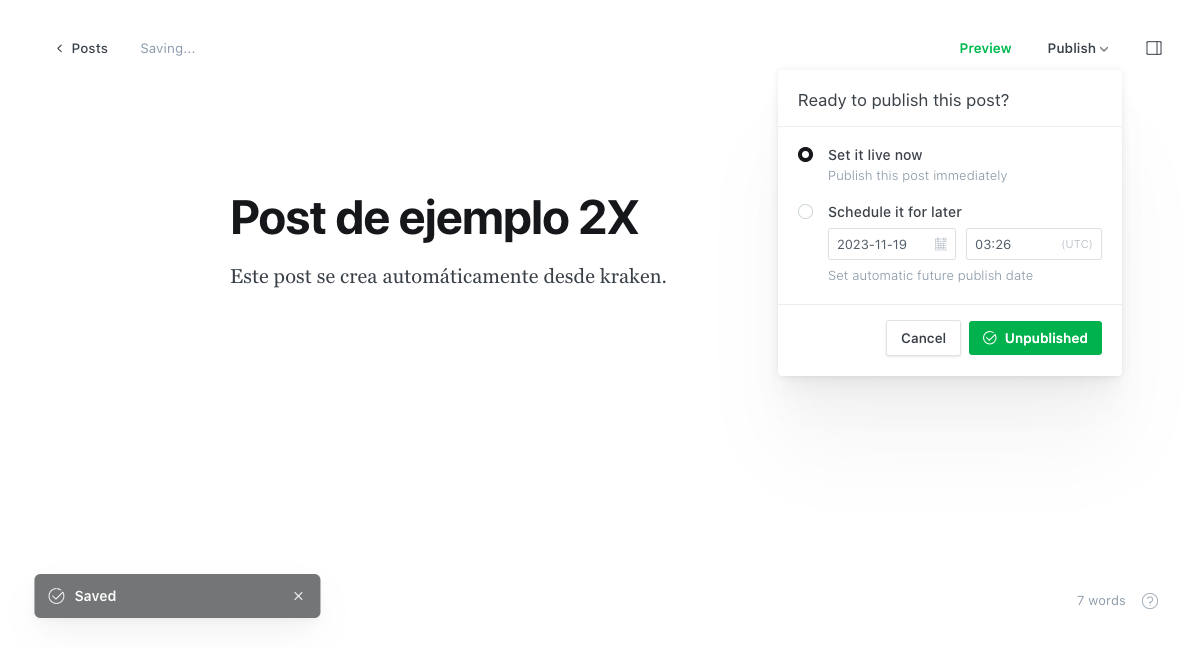 Posts
Saving...
Preview
Publish
Ready to publish this post?
Set it live now
Publish this post immediately
Schedule it for later
2023-11-19
03:26
(UTC)
Set automatic future publish date
Cancel
Unpublished
Post de ejemplo 2X
Este post se crea automáticamente desde kraken.
Saved
7 words
?